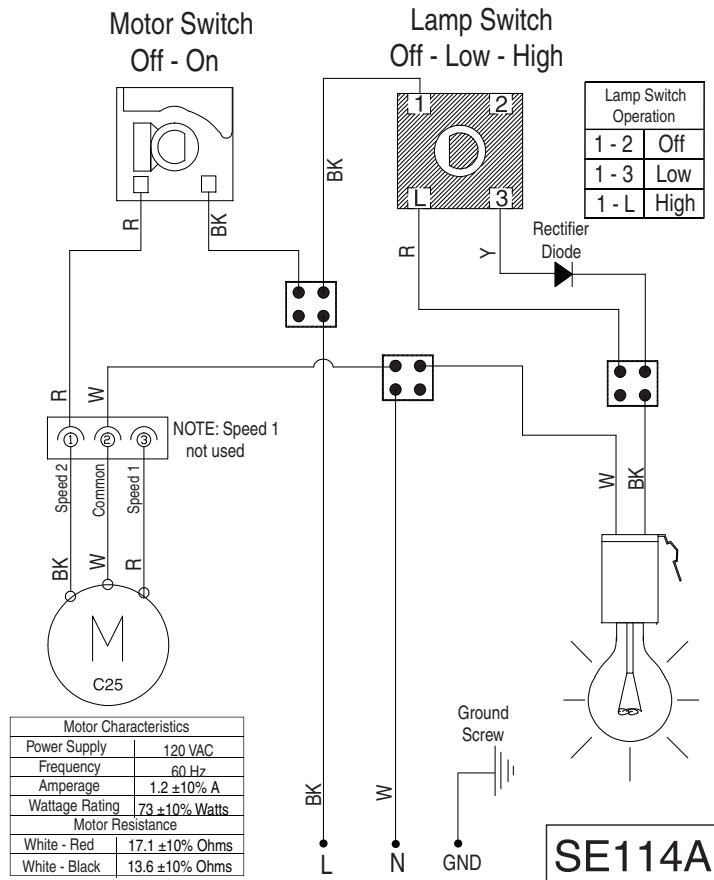 Motor Switch
Off - On
Lamp Switch
Off - Low - High
1
2
L
3
Lamp Switch
Operation
1 - 2 Off
1 - 3 Low
1 - L High
BK
R
BK
R
Y
Rectifier
Diode
R
W
NOTE: Speed 1
not used
1
2
3
Speed 2
Common
Speed 1
BK
W
R
M
C25
W
BK
Motor Characteristics
Power Supply 120 VAC
Frequency 60 Hz
Amperage 1.2 ±10% A
Wattage Rating 73 ±10% Watts
Motor Resistance
White - Red 17.1 ±10% Ohms
White - Black 13.6 ±10% Ohms
BK
W
Ground
Screw
L
N
GND
SE114A